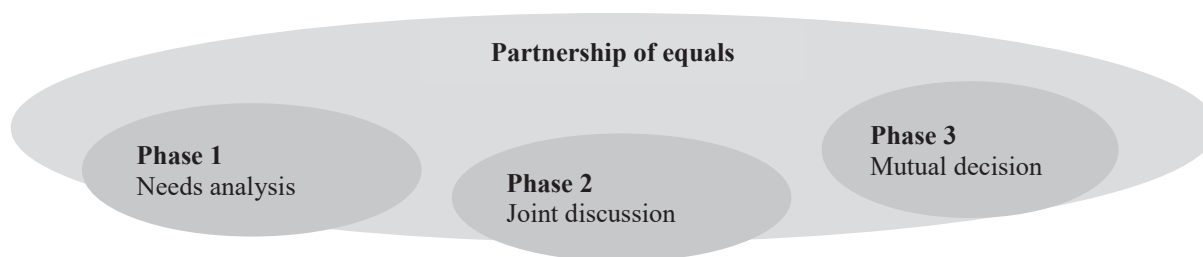 Partnership of equals
Phase 1
Needs analysis
Phase 2
Joint discussion
Phase 3
Mutual decision